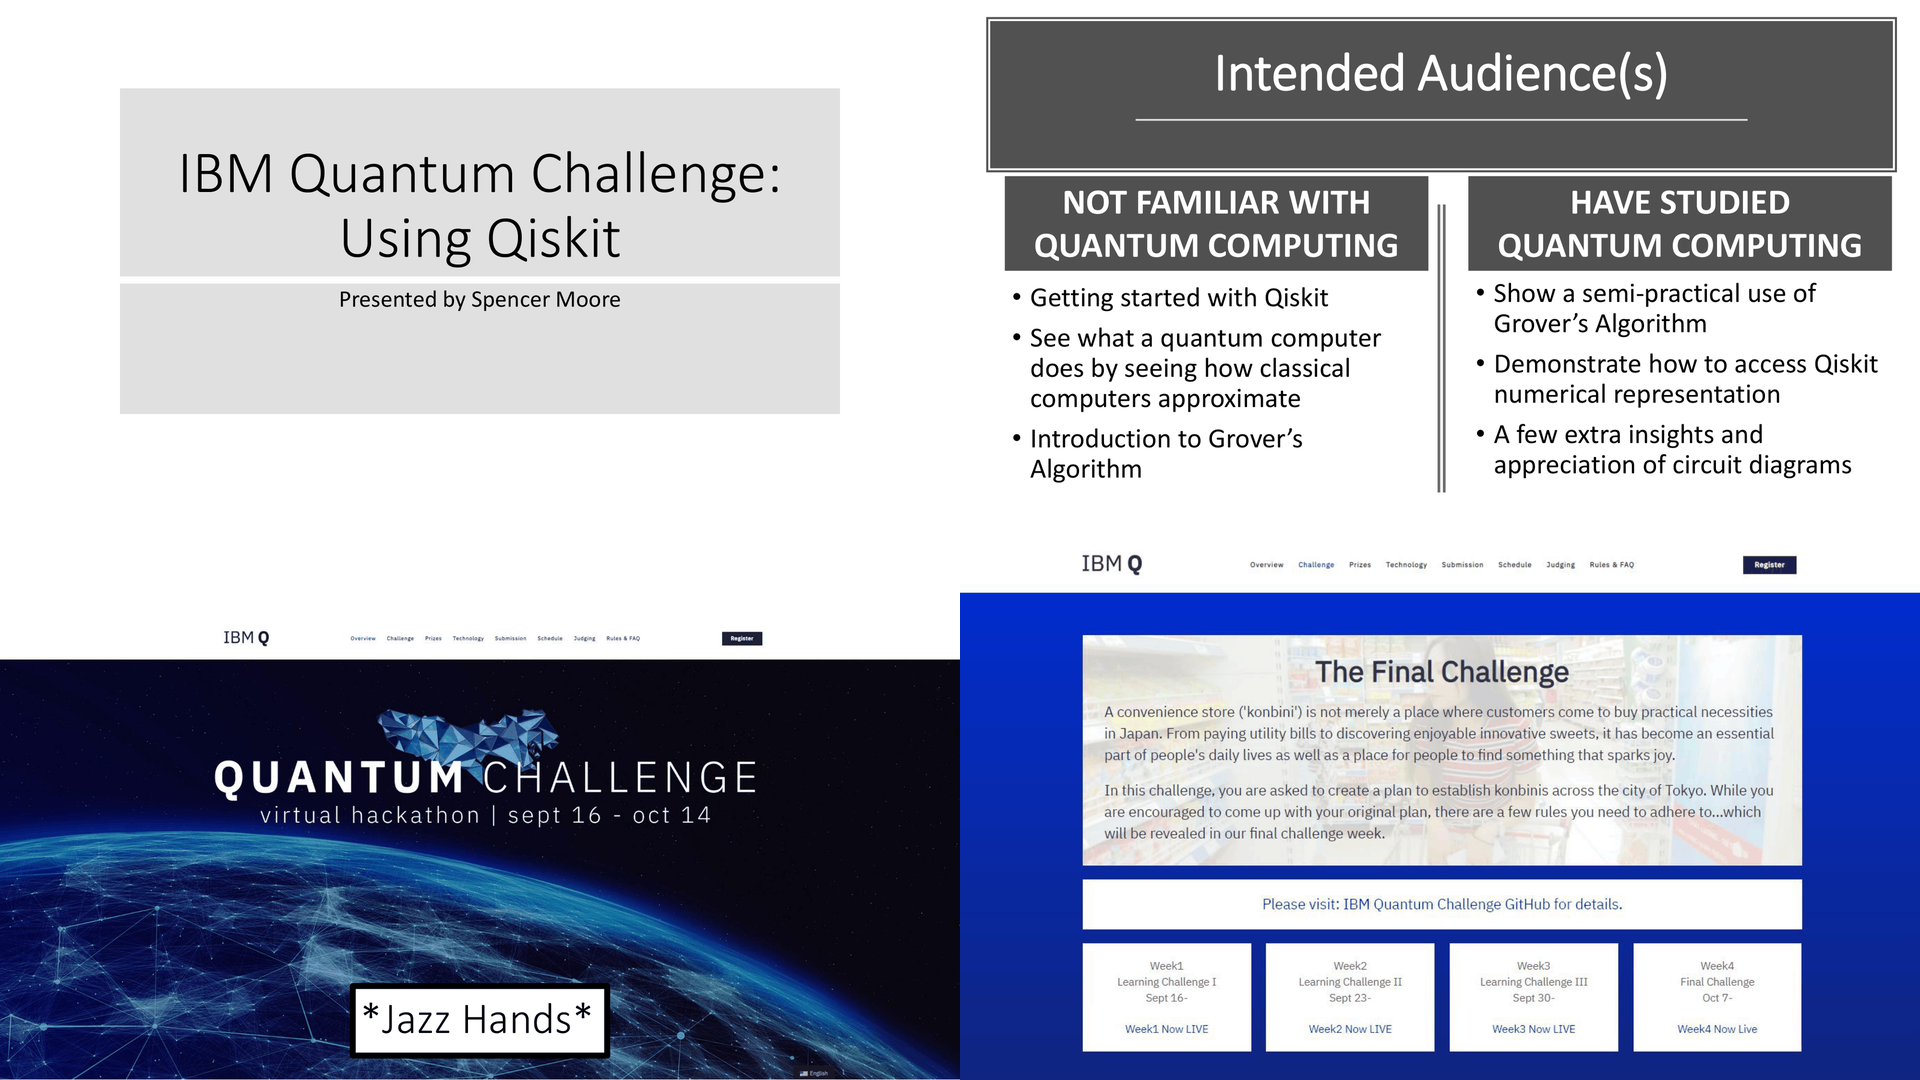 IBM Quantum Challenge:
Using Qiskit
Presented by Spencer Moore
Intended Audience(s)
NOT FAMILIAR WITH
QUANTUM COMPUTING
• Getting started with Qiskit
• See what a quantum computer
does by seeing how classical
computers approximate
• Introduction to Grover’s
Algorithm
HAVE STUDIED
QUANTUM COMPUTING
• Show a semi-practical use of
Grover’s Algorithm
• Demonstrate how to access Qiskit
numerical representation
• A few extra insights and
appreciation of circuit diagrams
IBM Q
Overview Challenge Prizes Technology Submission Schedule Judging Rules & FAQ
Register
QUANTUM CHALLENGE
virtual hackathon | sept 16 - oct 14
*Jazz Hands*
English
IBM Q
Overview Challenge Prizes Technology Submission Schedule Judging Rules & FAQ
Register
The Final Challenge
A convenience store ('konbini') is not merely a place where customers come to buy practical necessities
in Japan. From paying utility bills to discovering enjoyable innovative sweets, it has become an essential
part of people's daily lives as well as a place for people to find something that sparks joy.
In this challenge, you are asked to create a plan to establish konbinis across the city of Tokyo. While you
are encouraged to come up with your original plan, there are a few rules you need to adhere to...which
will be revealed in our final challenge week.
Please visit: IBM Quantum Challenge GitHub for details.
Week1
Learning Challenge I
Sept 16-
Week1 Now LIVE
Week2
Learning Challenge II
Sept 23-
Week2 Now LIVE
Week3
Learning Challenge III
Sept 30-
Week3 Now LIVE
Week4
Final Challenge
Oct 7-
Week4 Now Live